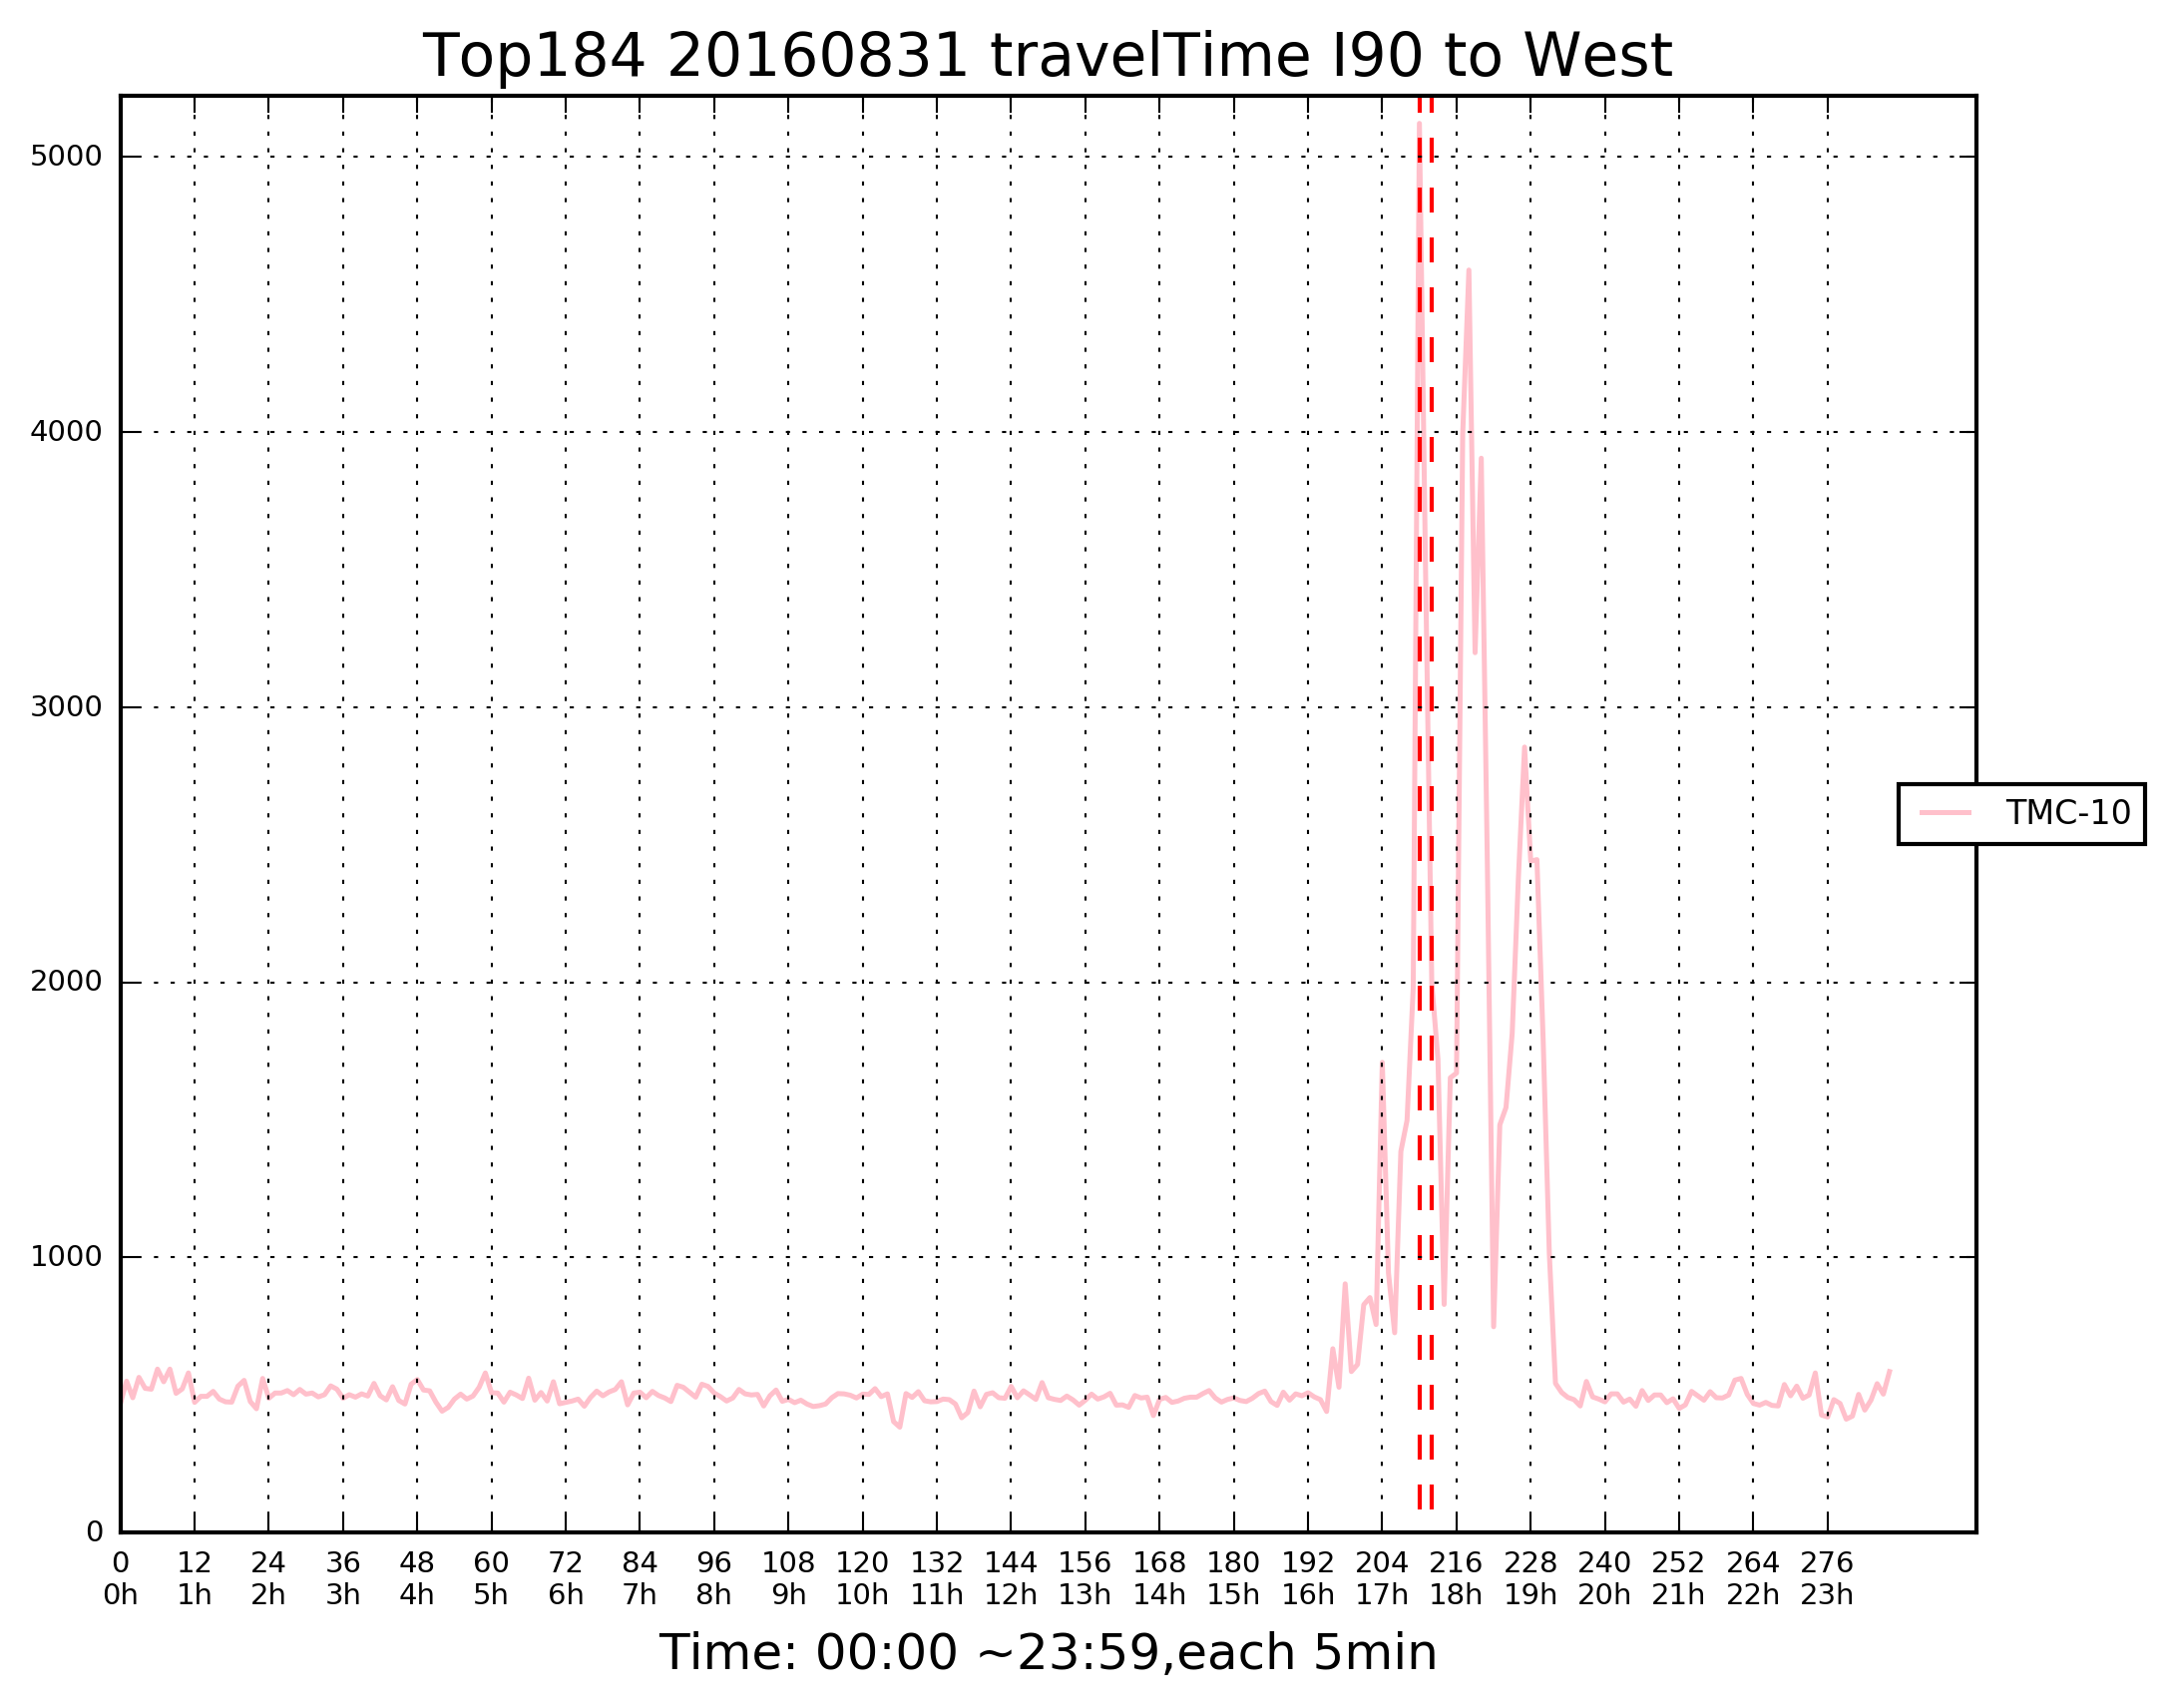 Top184 20160831 travelTime I90 to West
5000
4000
3000
2000
1000
0
TMC-10
0 12 24 36 48 60 72 84 96 108 120 132 144 156 168 180 192 204 216 228 240 252 264 276
0h 1h 2h 3h 4h 5h 6h 7h 8h 9h 10h 11h 12h 13h 14h 15h 16h 17h 18h 19h 20h 21h 22h 23h
Time: 00:00 ~23:59,each 5min